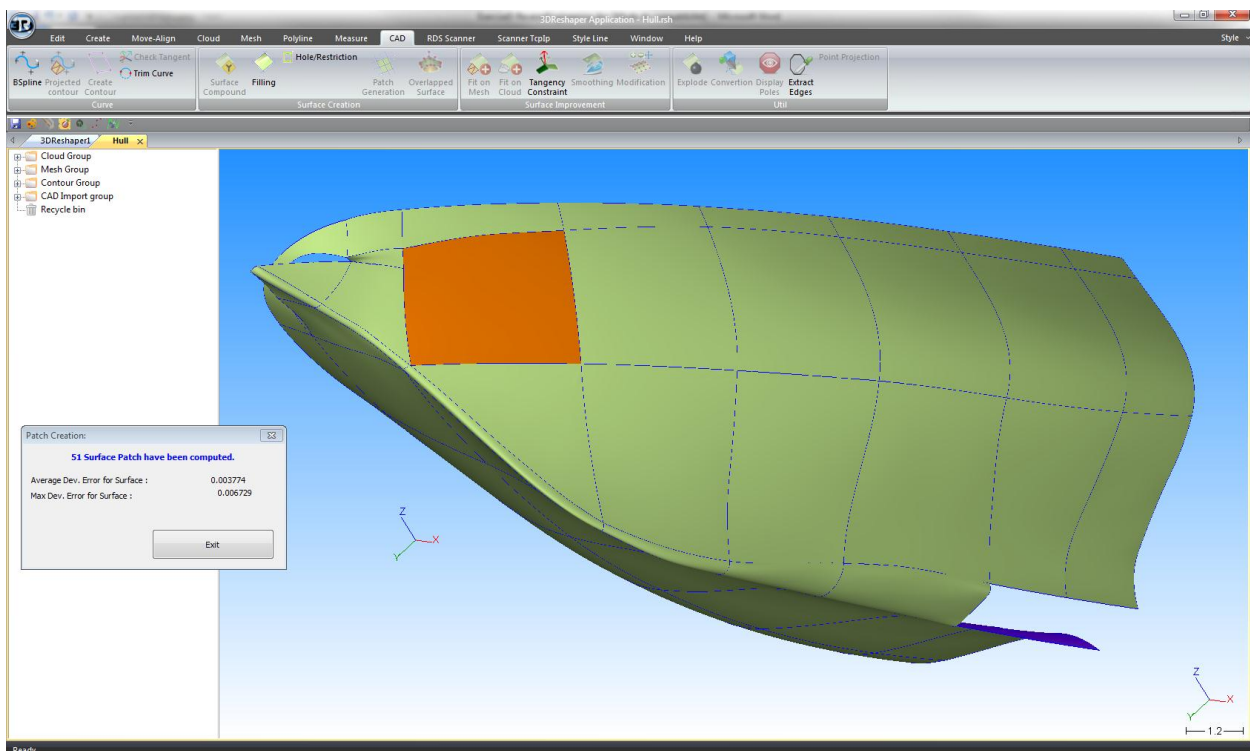 3DReshaper Application - Hull.rsh
Edit Create Move-Align Cloud Mesh Polyline Measure CAD RDS Scanner Scanner Tcplp Style Line Window Help Style
BSpline Projected contour Create Contour Check Tangent Trim Curve Surface Compound Filling Hole/Restriction Patch Generation Overlapped Surface Fit on Mesh Fit on Cloud Tangency Constraint Smoothing Modification Explode Convertion Display Poles Extract Edges Point Projection
Curve Surface Creation Surface Improvement Util
3DReshaper1 Hull
Cloud Group
Mesh Group
Contour Group
CAD Import group
Recycle bin
Patch Creation:
51 Surface Patch have been computed.
Average Dev. Error for Surface : 0.003774
Max Dev. Error for Surface : 0.006729
Exit
Z
X
Y
Z
X
Y
1.2
Ready